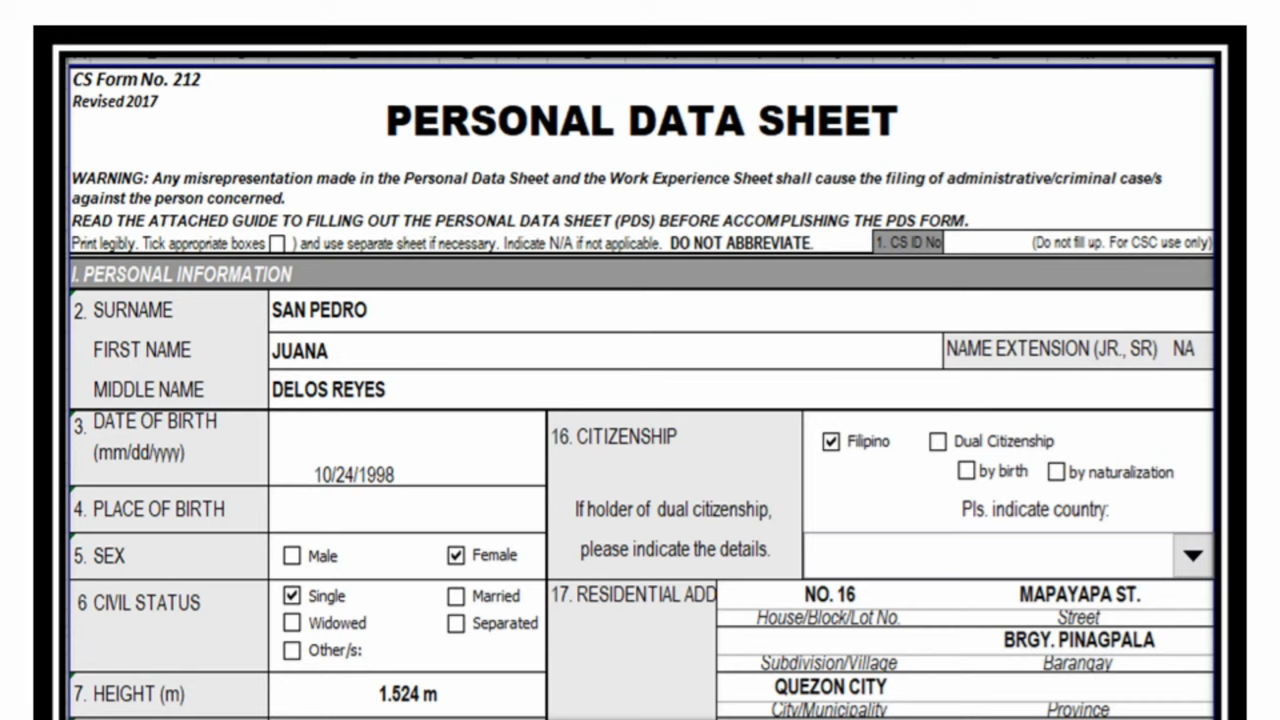 CS Form No. 212
Revised 2017
PERSONAL DATA SHEET
WARNING: Any misrepresentation made in the Personal Data Sheet and the Work Experience Sheet shall cause the filing of administrative/criminal case/s
against the person concerned.
READ THE ATTACHED GUIDE TO FILLING OUT THE PERSONAL DATA SHEET (PDS) BEFORE ACCOMPLISHING THE PDS FORM.
Print legibly. Tick appropriate boxes ☐ ) and use separate sheet if necessary. Indicate N/A if not applicable. DO NOT ABBREVIATE. 1. CS ID No (Do not fill up. For CSC use only)
I. PERSONAL INFORMATION
2. SURNAME SAN PEDRO
FIRST NAME JUANA NAME EXTENSION (JR., SR) NA
MIDDLE NAME DELOS REYES
3. DATE OF BIRTH
(mm/dd/yyyy)
10/24/1998
16. CITIZENSHIP
☑ Filipino ☐ Dual Citizenship
☐ by birth ☐ by naturalization
If holder of dual citizenship,
please indicate the details.
Pls. indicate country:
4. PLACE OF BIRTH
5. SEX ☐ Male ☑ Female
6 CIVIL STATUS ☑ Single ☐ Married
☐ Widowed ☐ Separated
☐ Other/s:
17. RESIDENTIAL ADD
NO. 16 MAPAYAPA ST.
House/Block/Lot No. Street
BRGY. PINAGPALA
Subdivision/Village Barangay
QUEZON CITY
City/Municipality Province
7. HEIGHT (m) 1.524 m